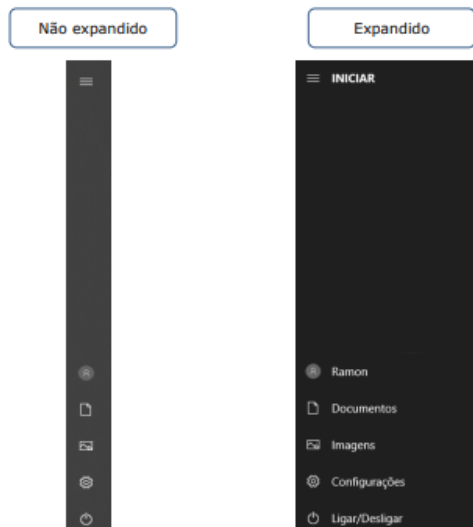 Não expandido
Expandido
INICIAR
Ramon
Documentos
Imagens
Configurações
Ligar/Desligar